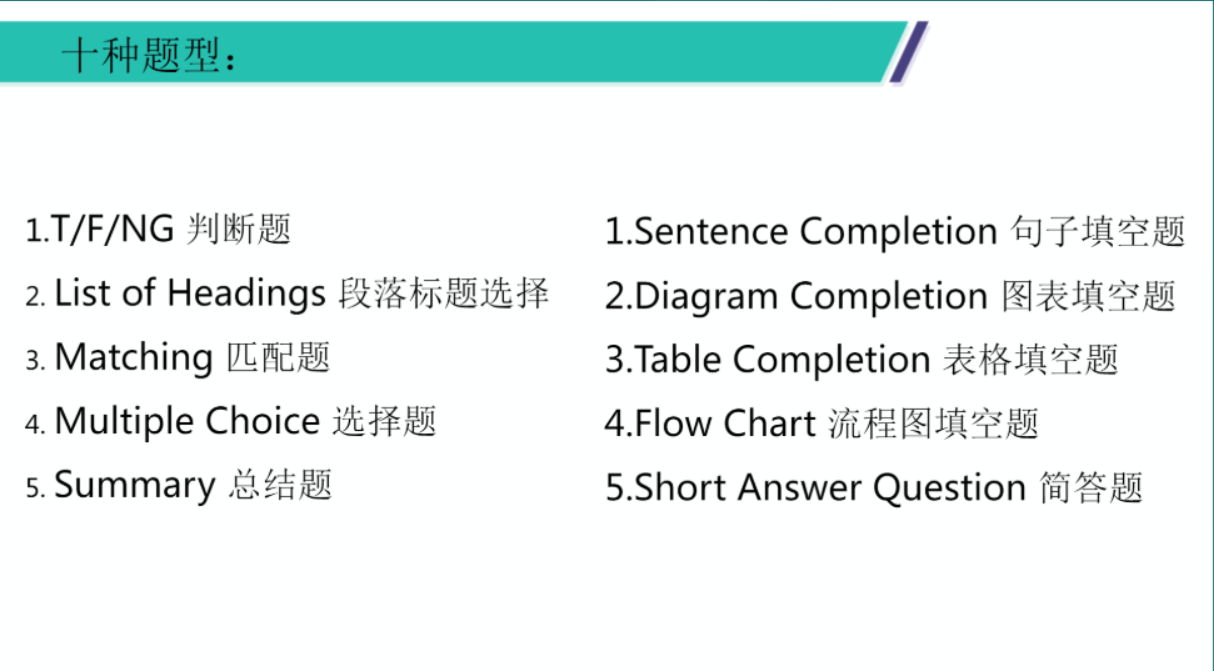 十种题型：
1.T/F/NG 判断题
2. List of Headings 段落标题选择
3. Matching 匹配题
4. Multiple Choice 选择题
5. Summary 总结题
1.Sentence Completion 句子填空题
2.Diagram Completion 图表填空题
3.Table Completion 表格填空题
4.Flow Chart 流程图填空题
5.Short Answer Question 简答题